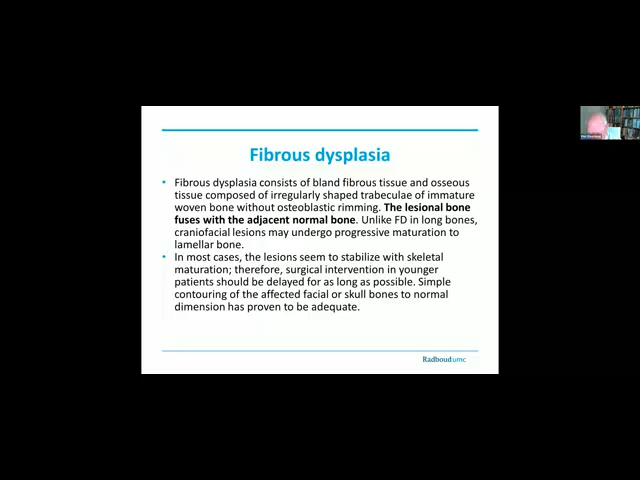 Fibrous dysplasia
• Fibrous dysplasia consists of bland fibrous tissue and osseous
tissue composed of irregularly shaped trabeculae of immature
woven bone without osteoblastic rimming. The lesional bone
fuses with the adjacent normal bone. Unlike FD in long bones,
craniofacial lesions may undergo progressive maturation to
lamellar bone.
• In most cases, the lesions seem to stabilize with skeletal
maturation; therefore, surgical intervention in younger
patients should be delayed for as long as possible. Simple
contouring of the affected facial or skull bones to normal
dimension has proven to be adequate.
Radboudumc